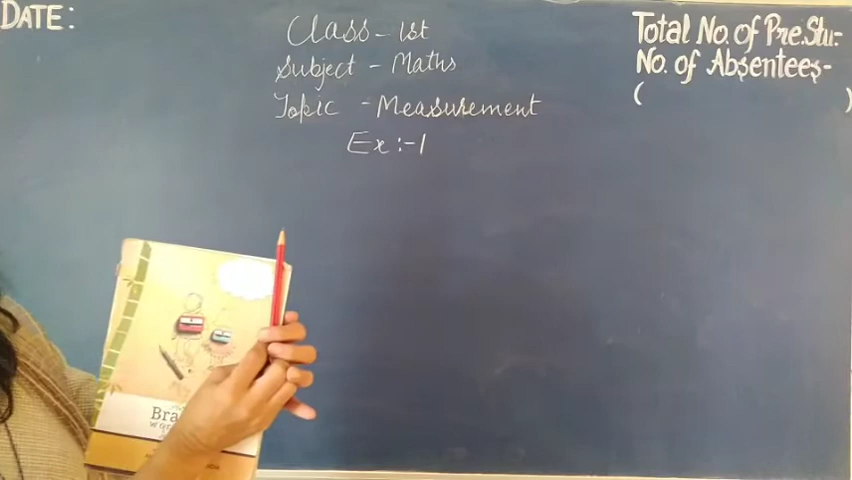 DATE:
Class - 1st
Subject - Maths
Topic - Measurement
Ex:-1
Total No. of Pre.Stu:-
No. of Absentees-
( )